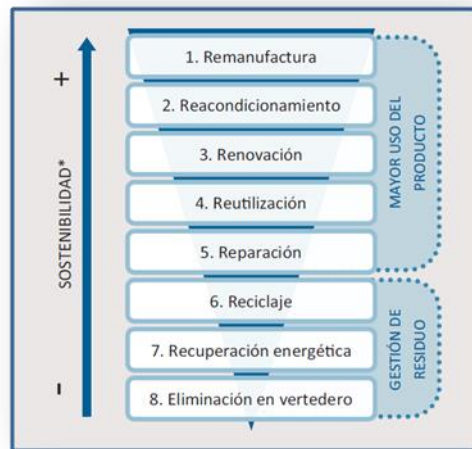 +
SOSTENIBILIDAD*
-
1. Remanufactura
2. Reacondicionamiento
3. Renovación
4. Reutilización
5. Reparación
6. Reciclaje
7. Recuperación energética
8. Eliminación en vertedero
MAYOR USO DEL
PRODUCTO
GESTIÓN DE
RESIDUO